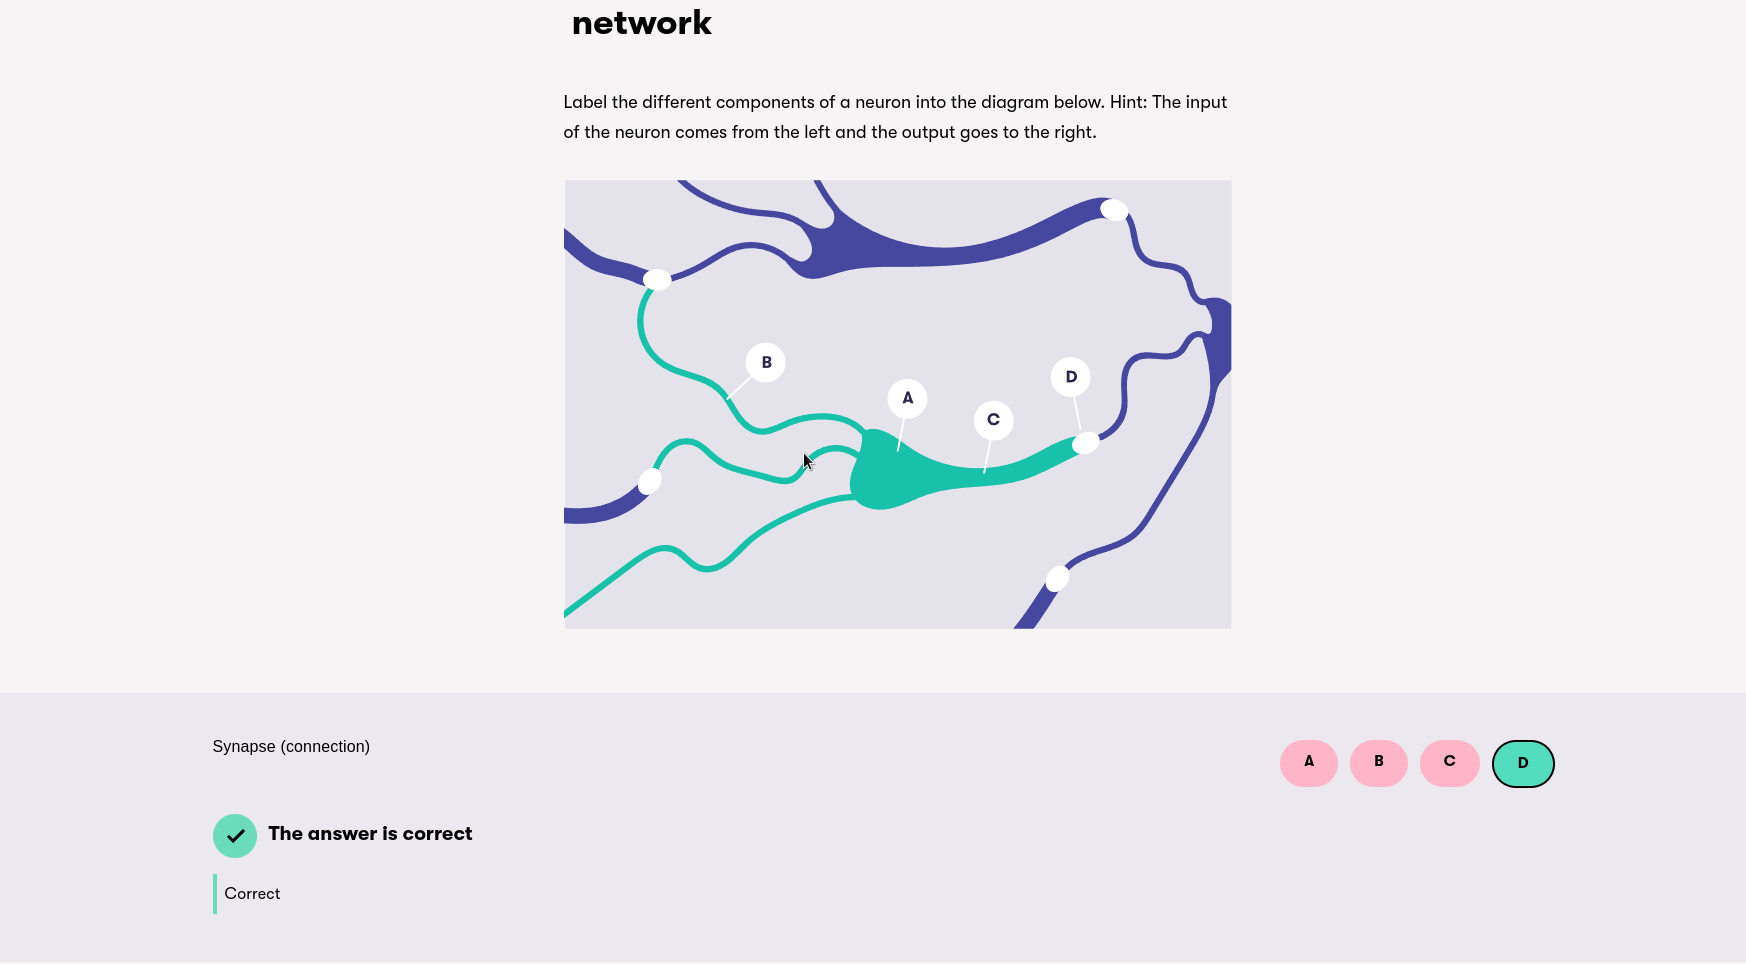 network
Label the different components of a neuron into the diagram below. Hint: The input
of the neuron comes from the left and the output goes to the right.
B
A
D
C
Synapse (connection)
A B C D
The answer is correct
Correct